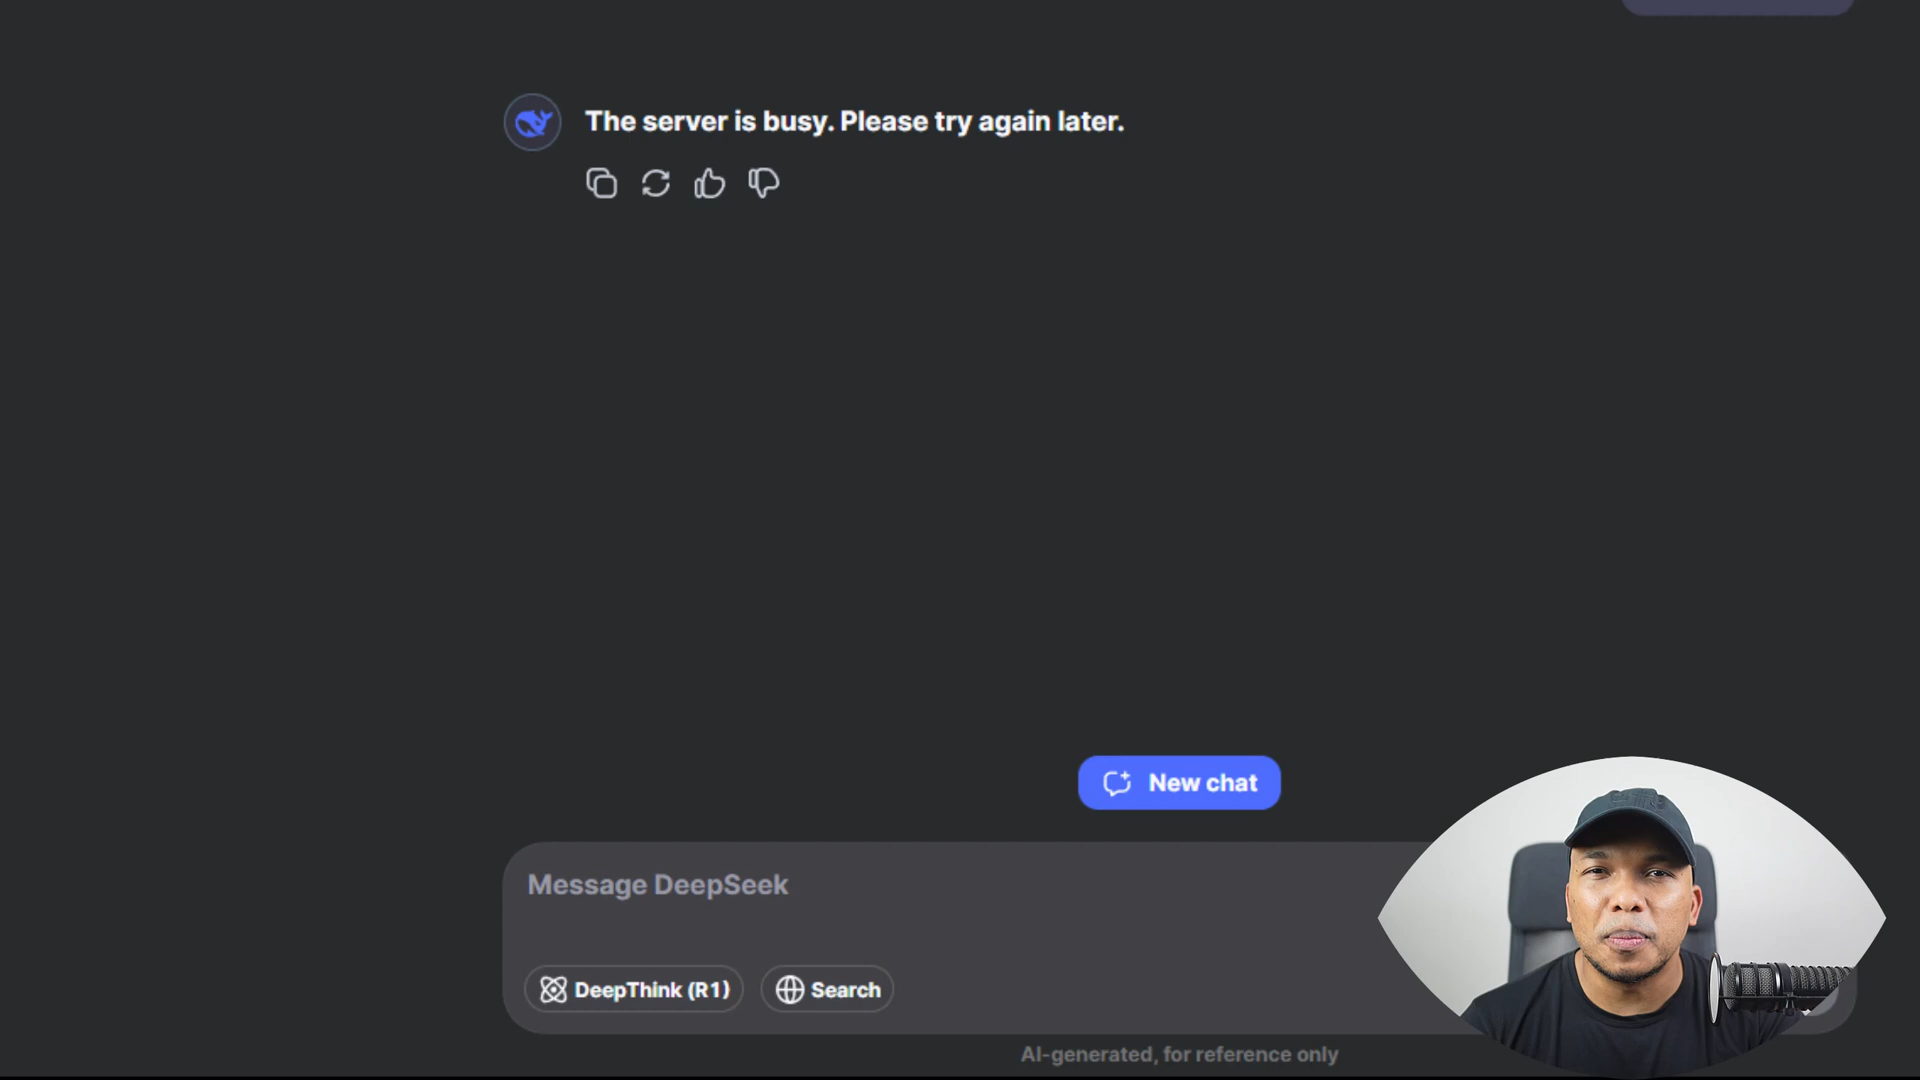 The server is busy. Please try again later.
New chat
Message DeepSeek
DeepThink (R1)
Search
AI-generated, for reference only